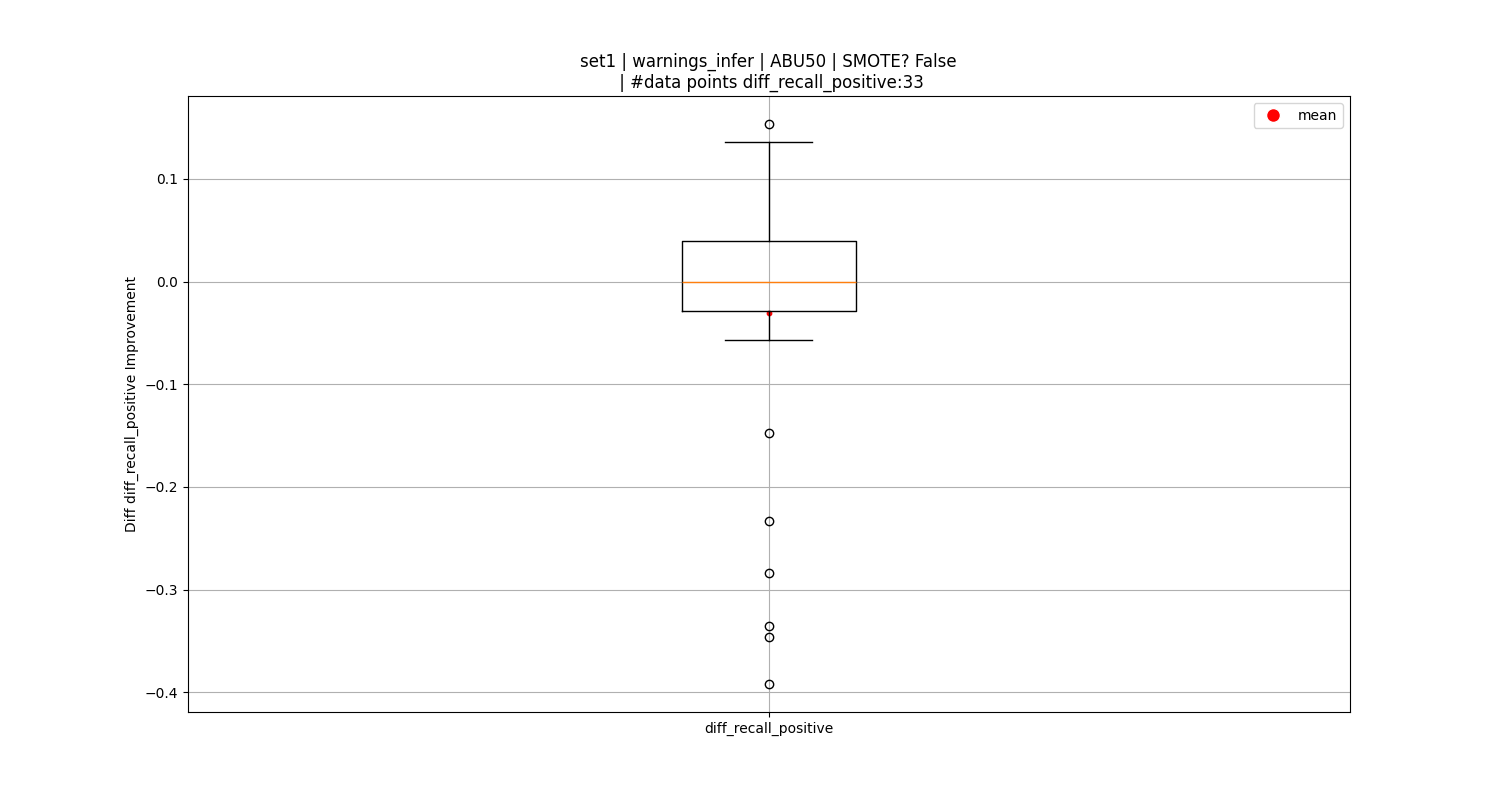 set1 | warnings_infer | ABU50 | SMOTE? False
| #data points diff_recall_positive:33
mean
0.1
0.0
−0.1
−0.2
−0.3
−0.4
Diff diff_recall_positive Improvement
diff_recall_positive